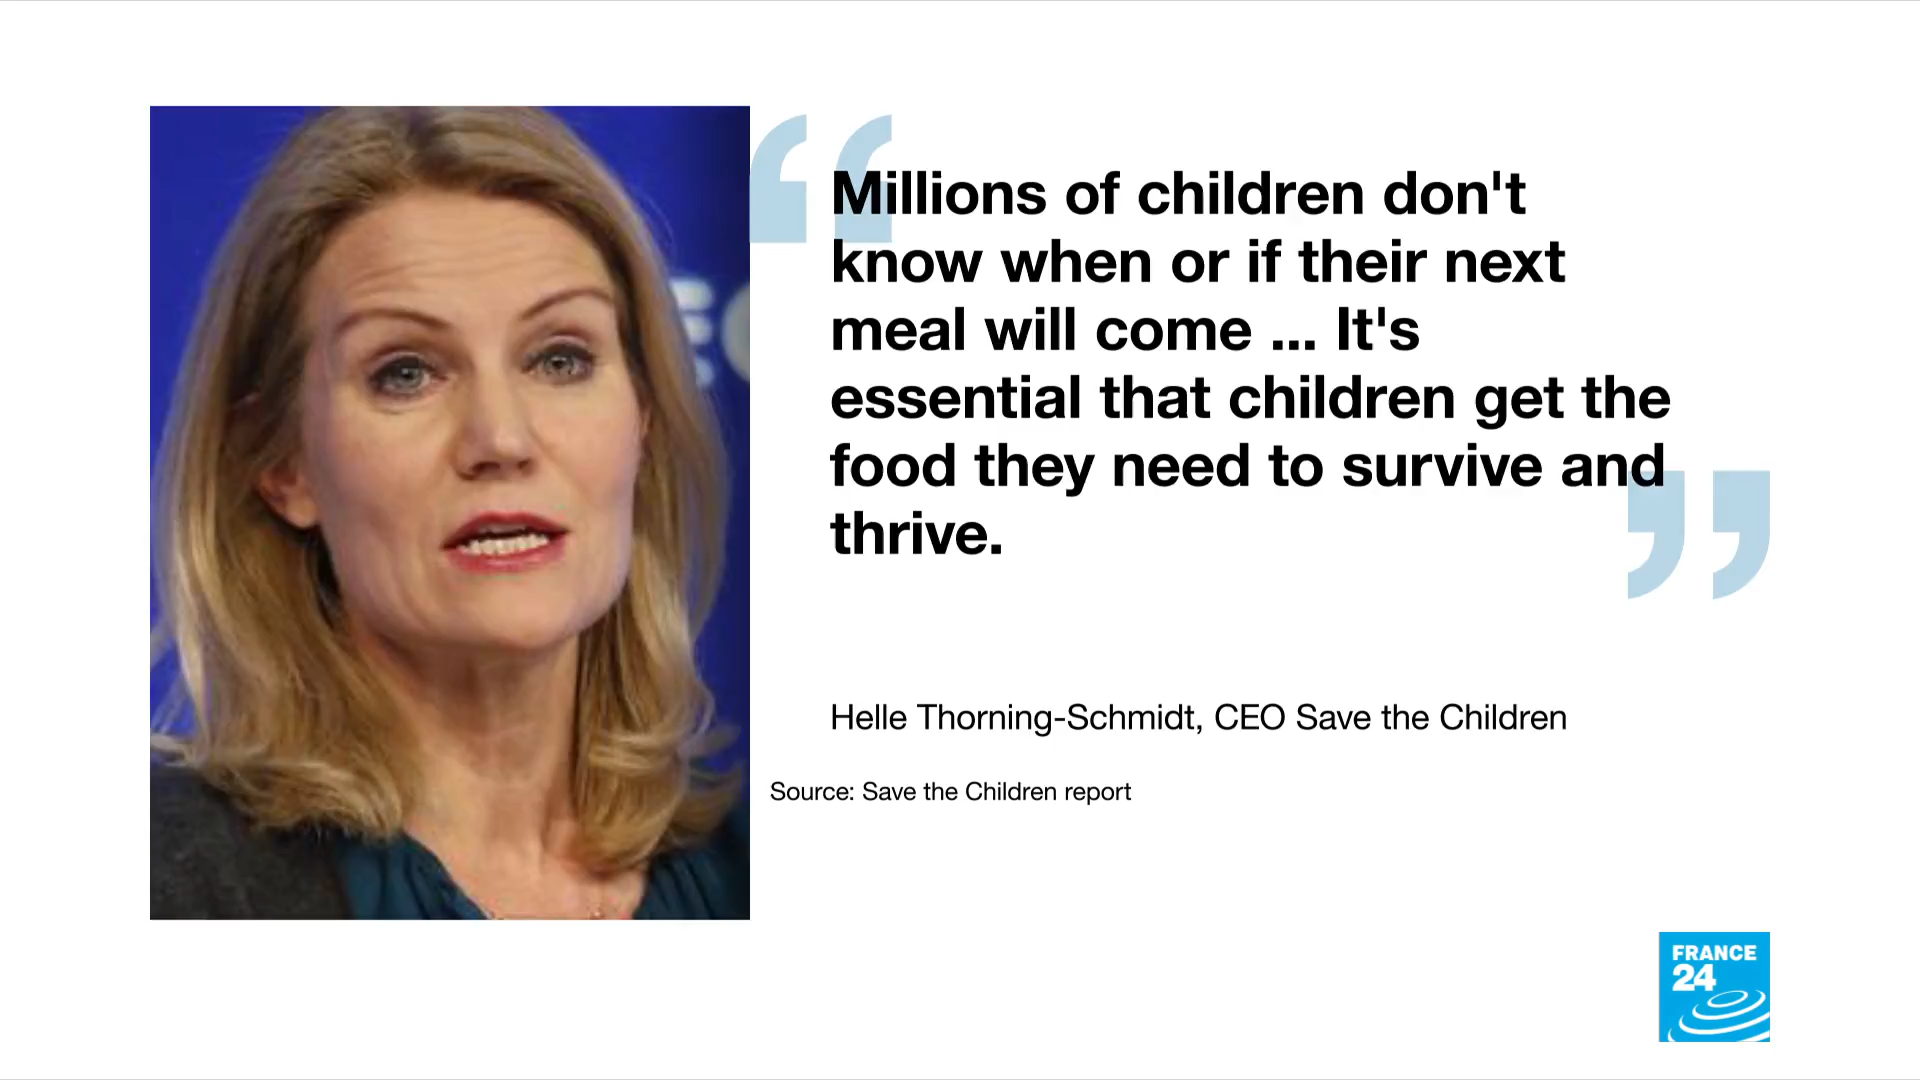 Millions of children don't
know when or if their next
meal will come ... It's
essential that children get the
food they need to survive and
thrive.
Helle Thorning-Schmidt, CEO Save the Children
Source: Save the Children report
FRANCE
24